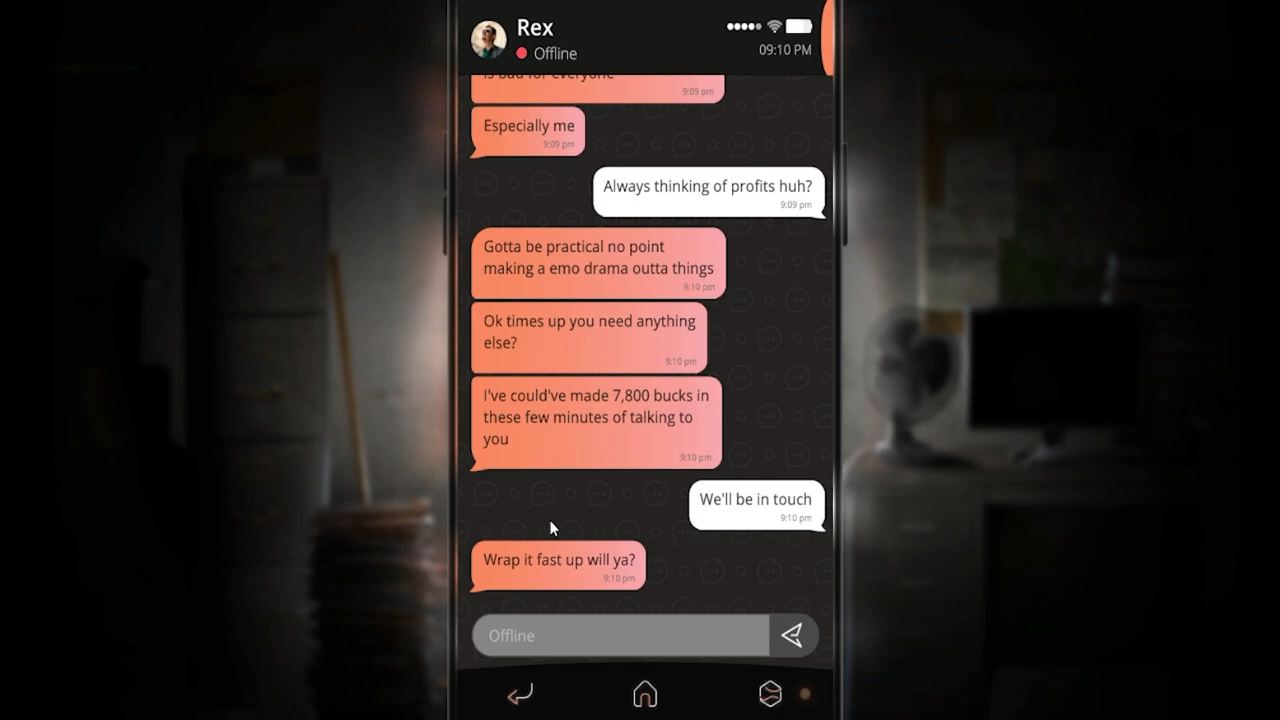 Rex
Offline
09:10 PM
is bad for everyone
9:09 pm
Especially me
9:09 pm
Always thinking of profits huh?
9:09 pm
Gotta be practical no point
making a emo drama outta things
9:10 pm
Ok times up you need anything
else?
9:10 pm
I've could've made 7,800 bucks in
these few minutes of talking to
you
9:10 pm
We'll be in touch
9:10 pm
Wrap it fast up will ya?
9:10 pm
Offline